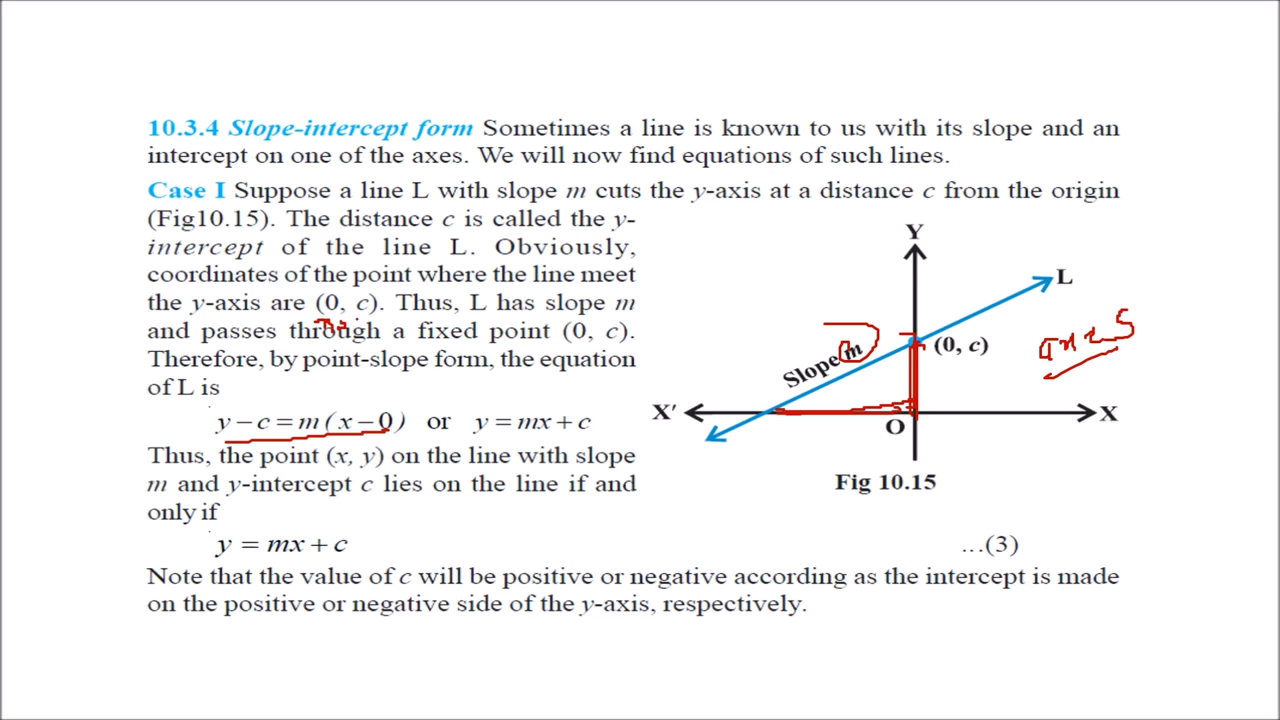 10.3.4 Slope-intercept form Sometimes a line is known to us with its slope and an
intercept on one of the axes. We will now find equations of such lines.
Case I Suppose a line L with slope m cuts the y-axis at a distance c from the origin
(Fig10.15). The distance c is called the y-
intercept of the line L. Obviously,
coordinates of the point where the line meet
the y-axis are (0, c). Thus, L has slope m
and passes through a fixed point (0, c).
Therefore, by point-slope form, the equation
of L is
y – c = m ( x – 0 ) or y = mx + c
Thus, the point (x, y) on the line with slope
m and y-intercept c lies on the line if and
only if
y = mx + c ...(3)
Note that the value of c will be positive or negative according as the intercept is made
on the positive or negative side of the y-axis, respectively.
Y
L
(0, c)
Slope m
X′
X
O
Fig 10.15